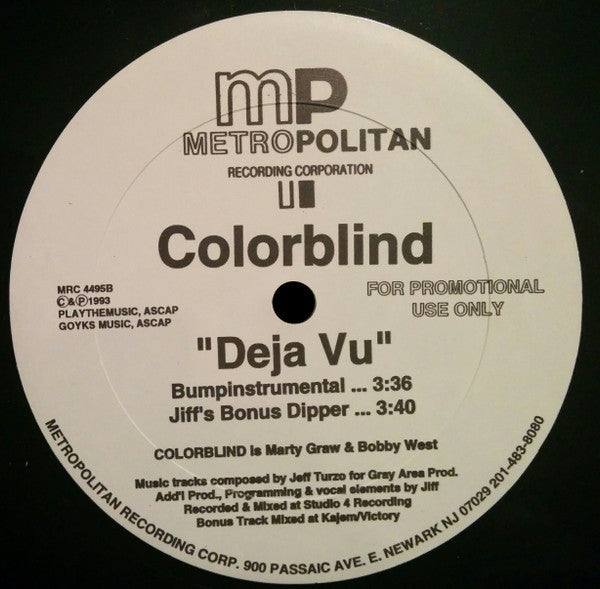 mp
METROPOLITAN
RECORDING CORPORATION
Colorblind
MRC 4495B
©&℗1993
PLAYTHEMUSIC, ASCAP
GOYKS MUSIC, ASCAP
FOR PROMOTIONAL
USE ONLY
"Deja Vu"
Bumpinstrumental ... 3:36
Jiff's Bonus Dipper ... 3:40
COLORBLIND is Marty Graw & Bobby West
Music tracks composed by Jeff Turzo for Gray Area Prod.
Add'l Prod., Programming & vocal elements by Jiff
Recorded & Mixed at Studio 4 Recording
Bonus Track Mixed at Kajem/Victory
METROPOLITAN RECORDING CORP. 900 PASSAIC AVE. E. NEWARK NJ 07029 201-483-8080